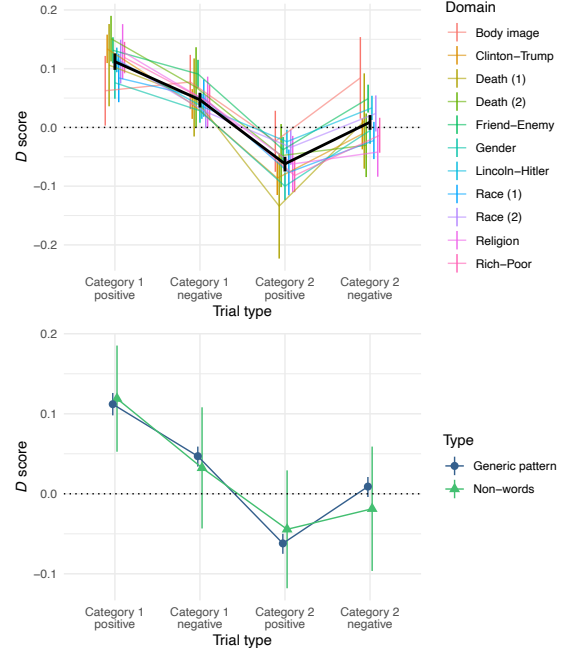 0.2
0.1
0.0
−0.1
−0.2
D score
Category 1
positive
Category 1
negative
Category 2
positive
Category 2
negative
Trial type
Domain
Body image
Clinton−Trump
Death (1)
Death (2)
Friend−Enemy
Gender
Lincoln−Hitler
Race (1)
Race (2)
Religion
Rich−Poor
0.2
0.1
0.0
−0.1
D score
Category 1
positive
Category 1
negative
Category 2
positive
Category 2
negative
Trial type
Type
Generic pattern
Non−words